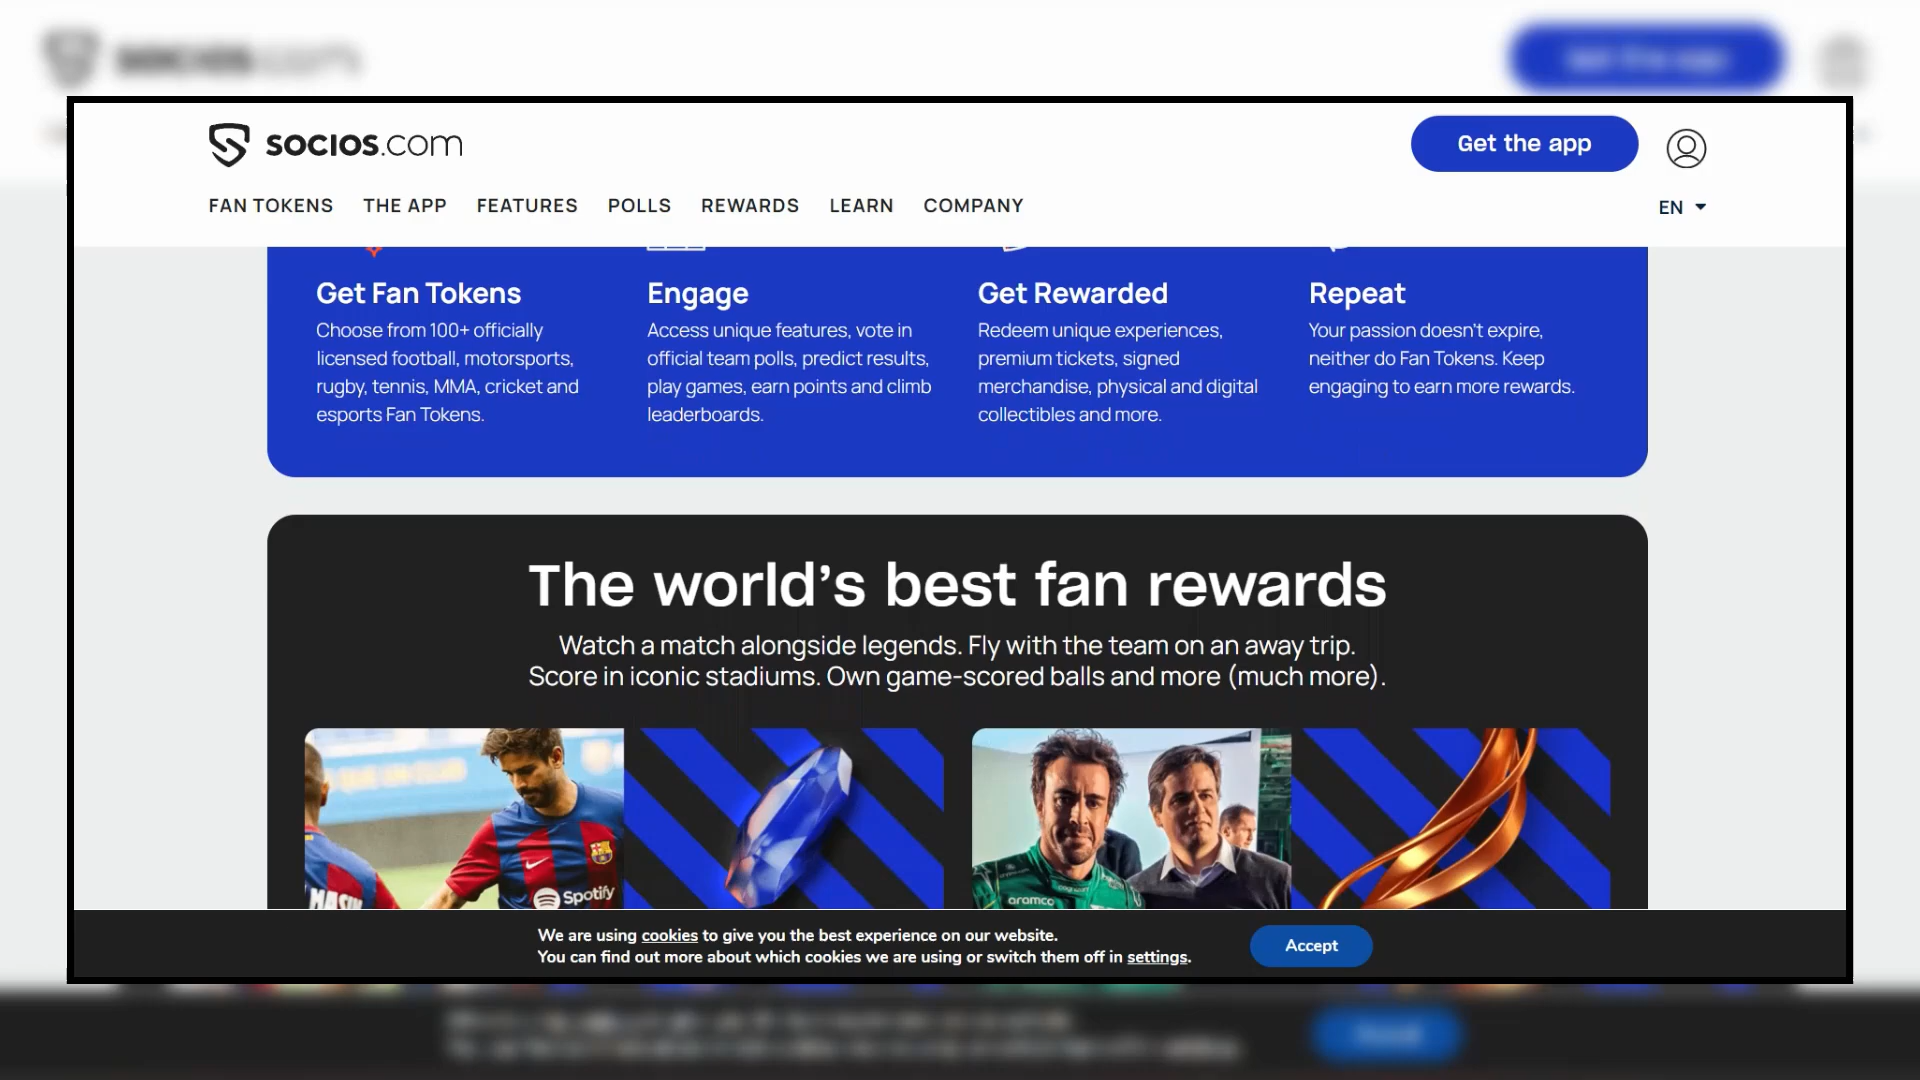 socios.com
Get the app
FAN TOKENS THE APP FEATURES POLLS REWARDS LEARN COMPANY
EN
Get Fan Tokens
Choose from 100+ officially
licensed football, motorsports,
rugby, tennis, MMA, cricket and
esports Fan Tokens.
Engage
Access unique features, vote in
official team polls, predict results,
play games, earn points and climb
leaderboards.
Get Rewarded
Redeem unique experiences,
premium tickets, signed
merchandise, physical and digital
collectibles and more.
Repeat
Your passion doesn't expire,
neither do Fan Tokens. Keep
engaging to earn more rewards.
The world's best fan rewards
Watch a match alongside legends. Fly with the team on an away trip.
Score in iconic stadiums. Own game-scored balls and more (much more).
Spotify
aramco
We are using cookies to give you the best experience on our website.
You can find out more about which cookies we are using or switch them off in settings.
Accept